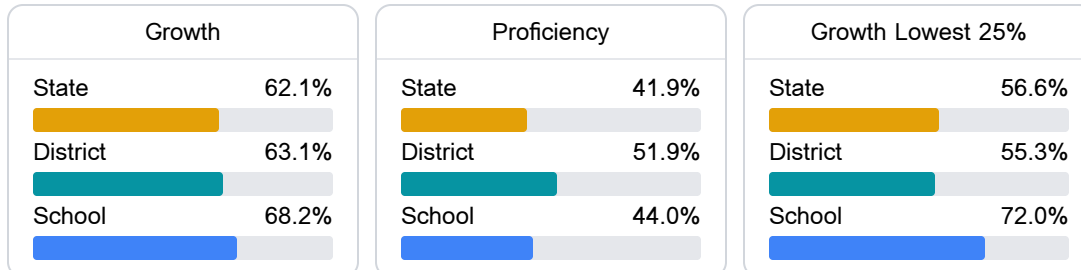 Growth
State 62.1%
District 63.1%
School 68.2%
Proficiency
State 41.9%
District 51.9%
School 44.0%
Growth Lowest 25%
State 56.6%
District 55.3%
School 72.0%